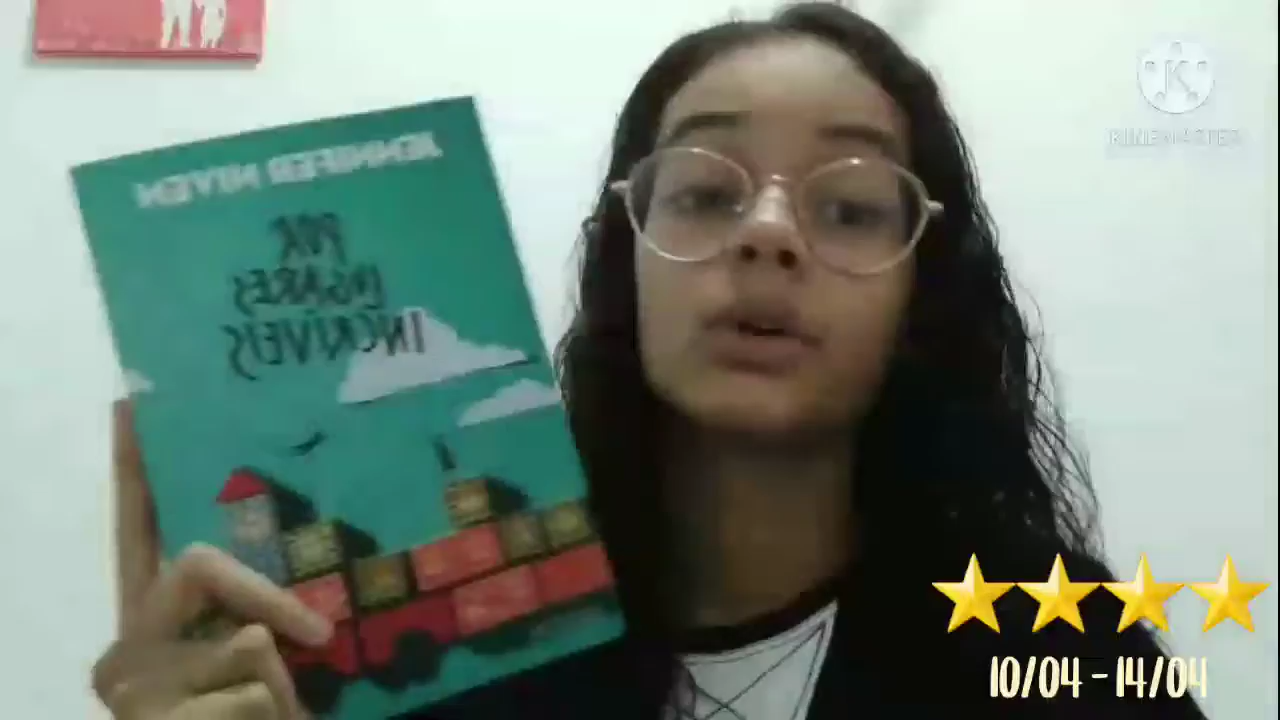 JENNIFER NIVEN
POR
LUGARES
INCRÍVEIS
KINEMASTER
10/04 - 14/04